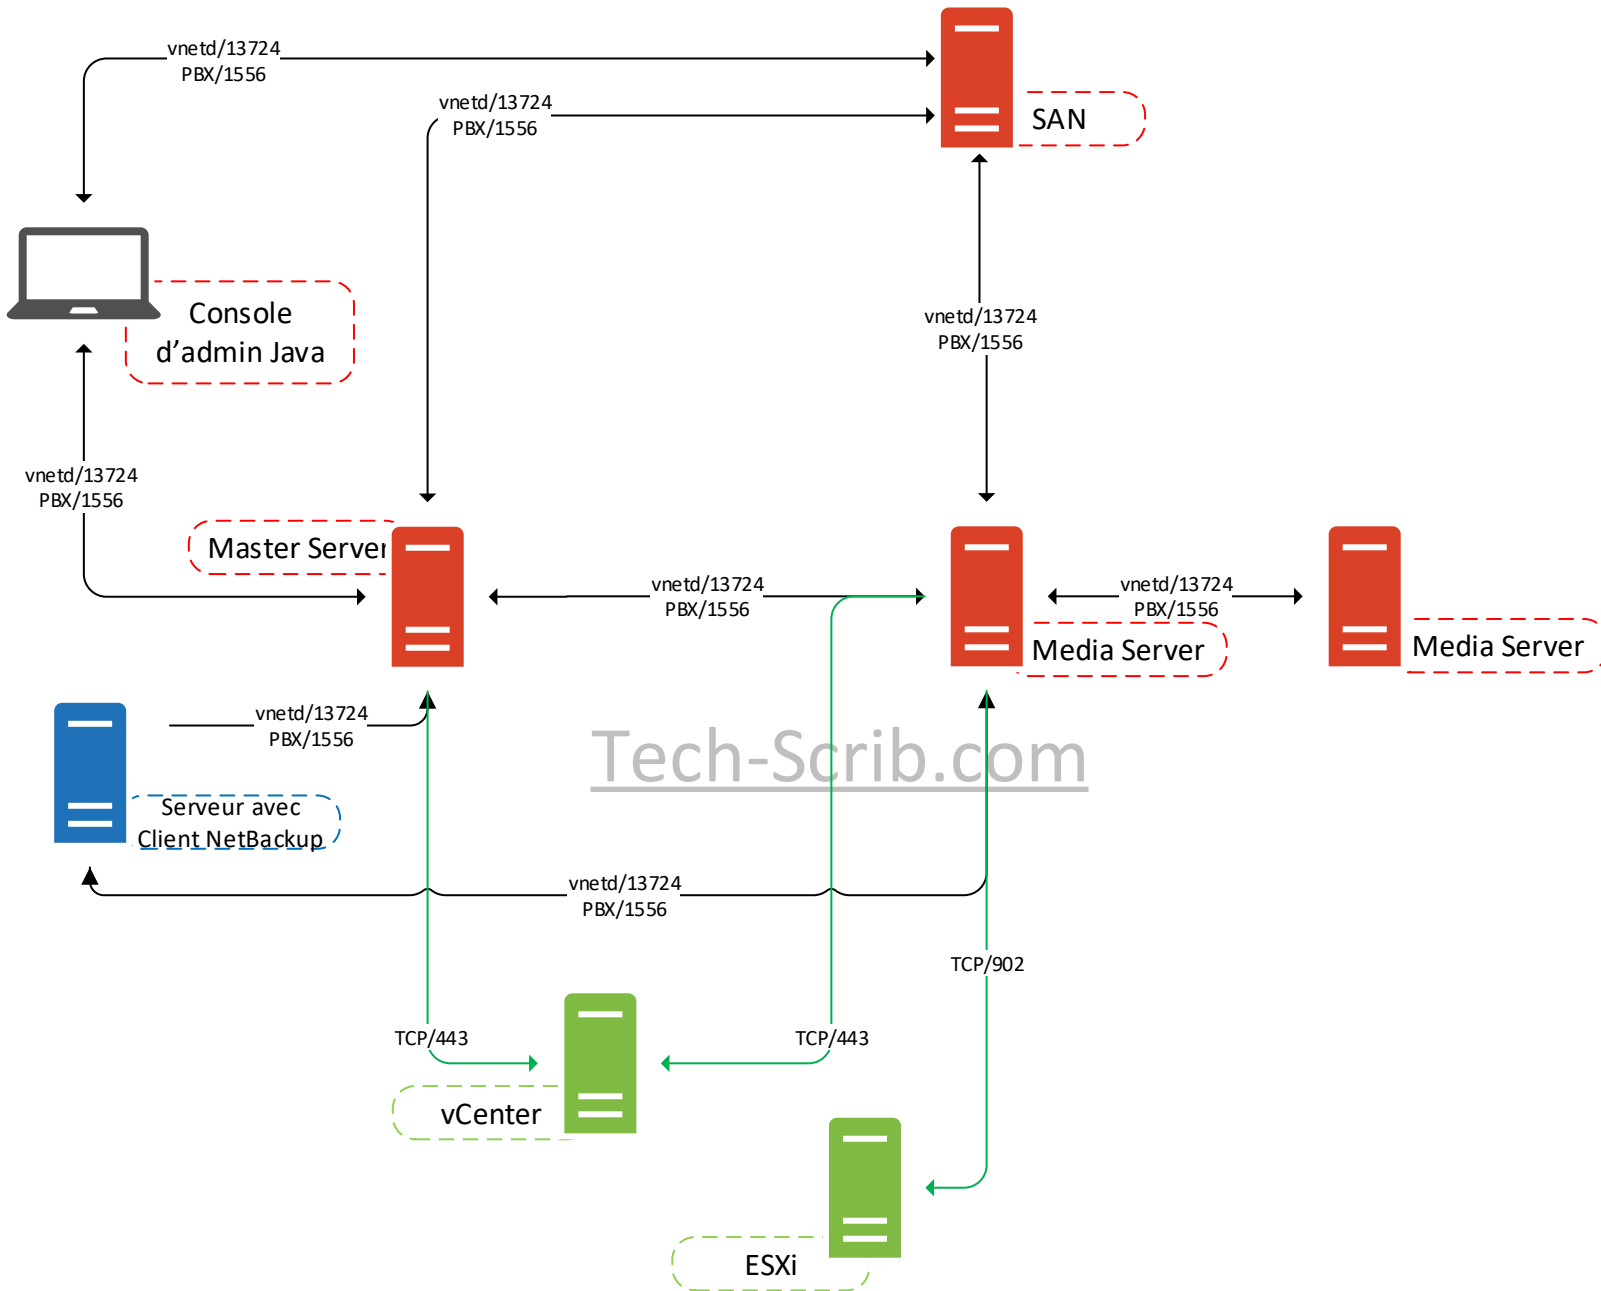 vnetd/13724
PBX/1556
vnetd/13724
PBX/1556
SAN
Console
d'admin Java
vnetd/13724
PBX/1556
vnetd/13724
PBX/1556
Master Server
vnetd/13724
PBX/1556
vnetd/13724
PBX/1556
Media Server
Media Server
vnetd/13724
PBX/1556
Tech-Scrib.com
Serveur avec
Client NetBackup
vnetd/13724
PBX/1556
TCP/902
TCP/443
TCP/443
vCenter
ESXi